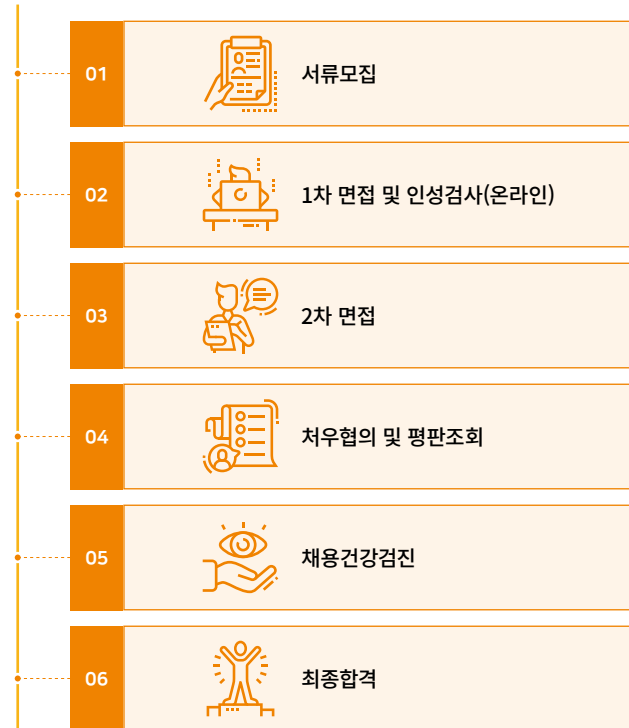 01
서류모집
02
1차 면접 및 인성검사(온라인)
03
2차 면접
04
처우협의 및 평판조회
05
채용건강검진
06
최종합격